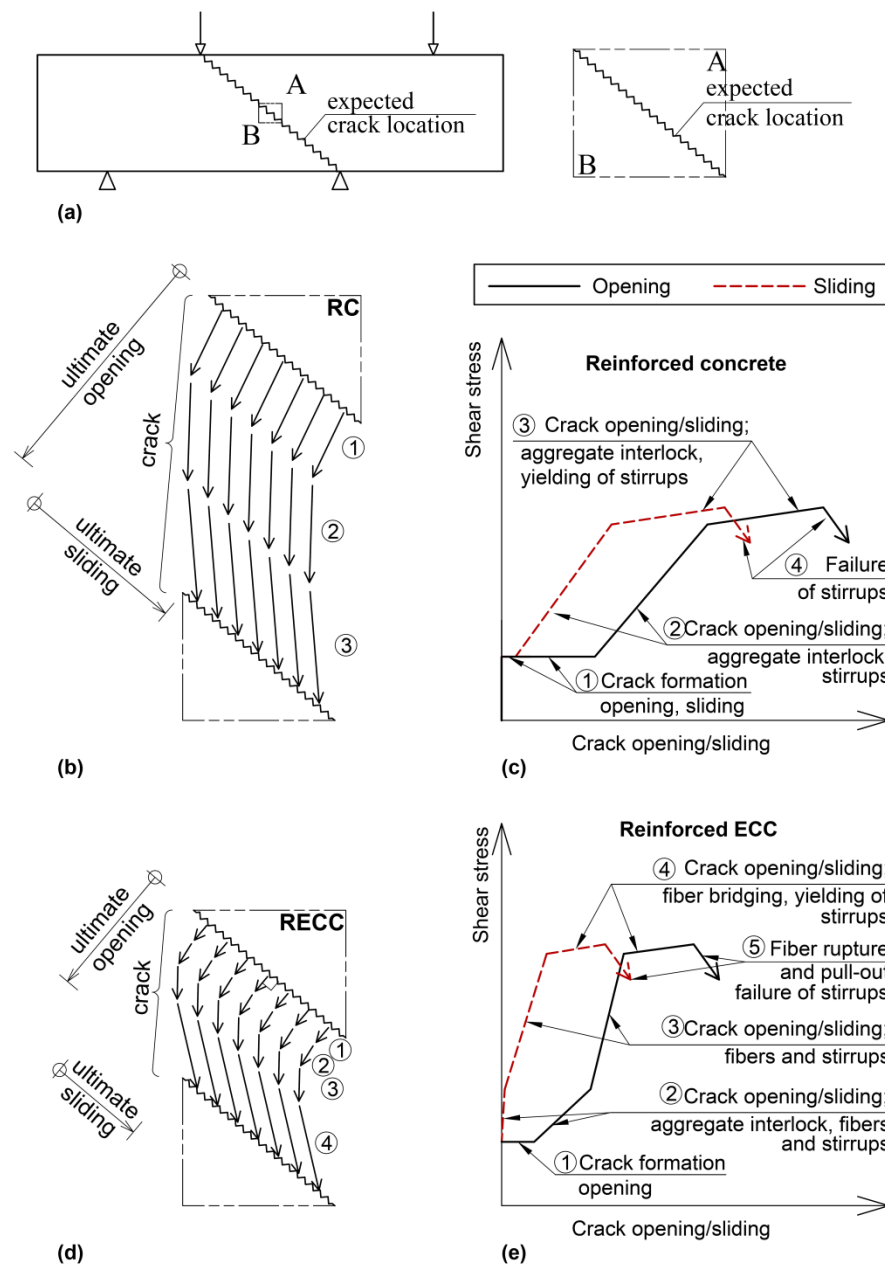 A
B
expected
crack location
A
B
expected
crack location
(a)
ultimate
opening
crack
ultimate
sliding
RC
①
②
③
(b)
Opening
Sliding
Shear stress
Reinforced concrete
③ Crack opening/sliding;
aggregate interlock,
yielding of stirrups
④ Failure
of stirrups
②Crack opening/sliding;
aggregate interlock
stirrups
①Crack formation
opening, sliding
Crack opening/sliding
(c)
ultimate
opening
crack
ultimate
sliding
RECC
①
②
③
④
(d)
Shear stress
Reinforced ECC
④ Crack opening/sliding;
fiber bridging, yielding of
stirrups
⑤ Fiber rupture
and pull-out
failure of stirrups
③Crack opening/sliding;
fibers and stirrups
②Crack opening/sliding;
aggregate interlock, fibers
and stirrups
①Crack formation
opening
Crack opening/sliding
(e)